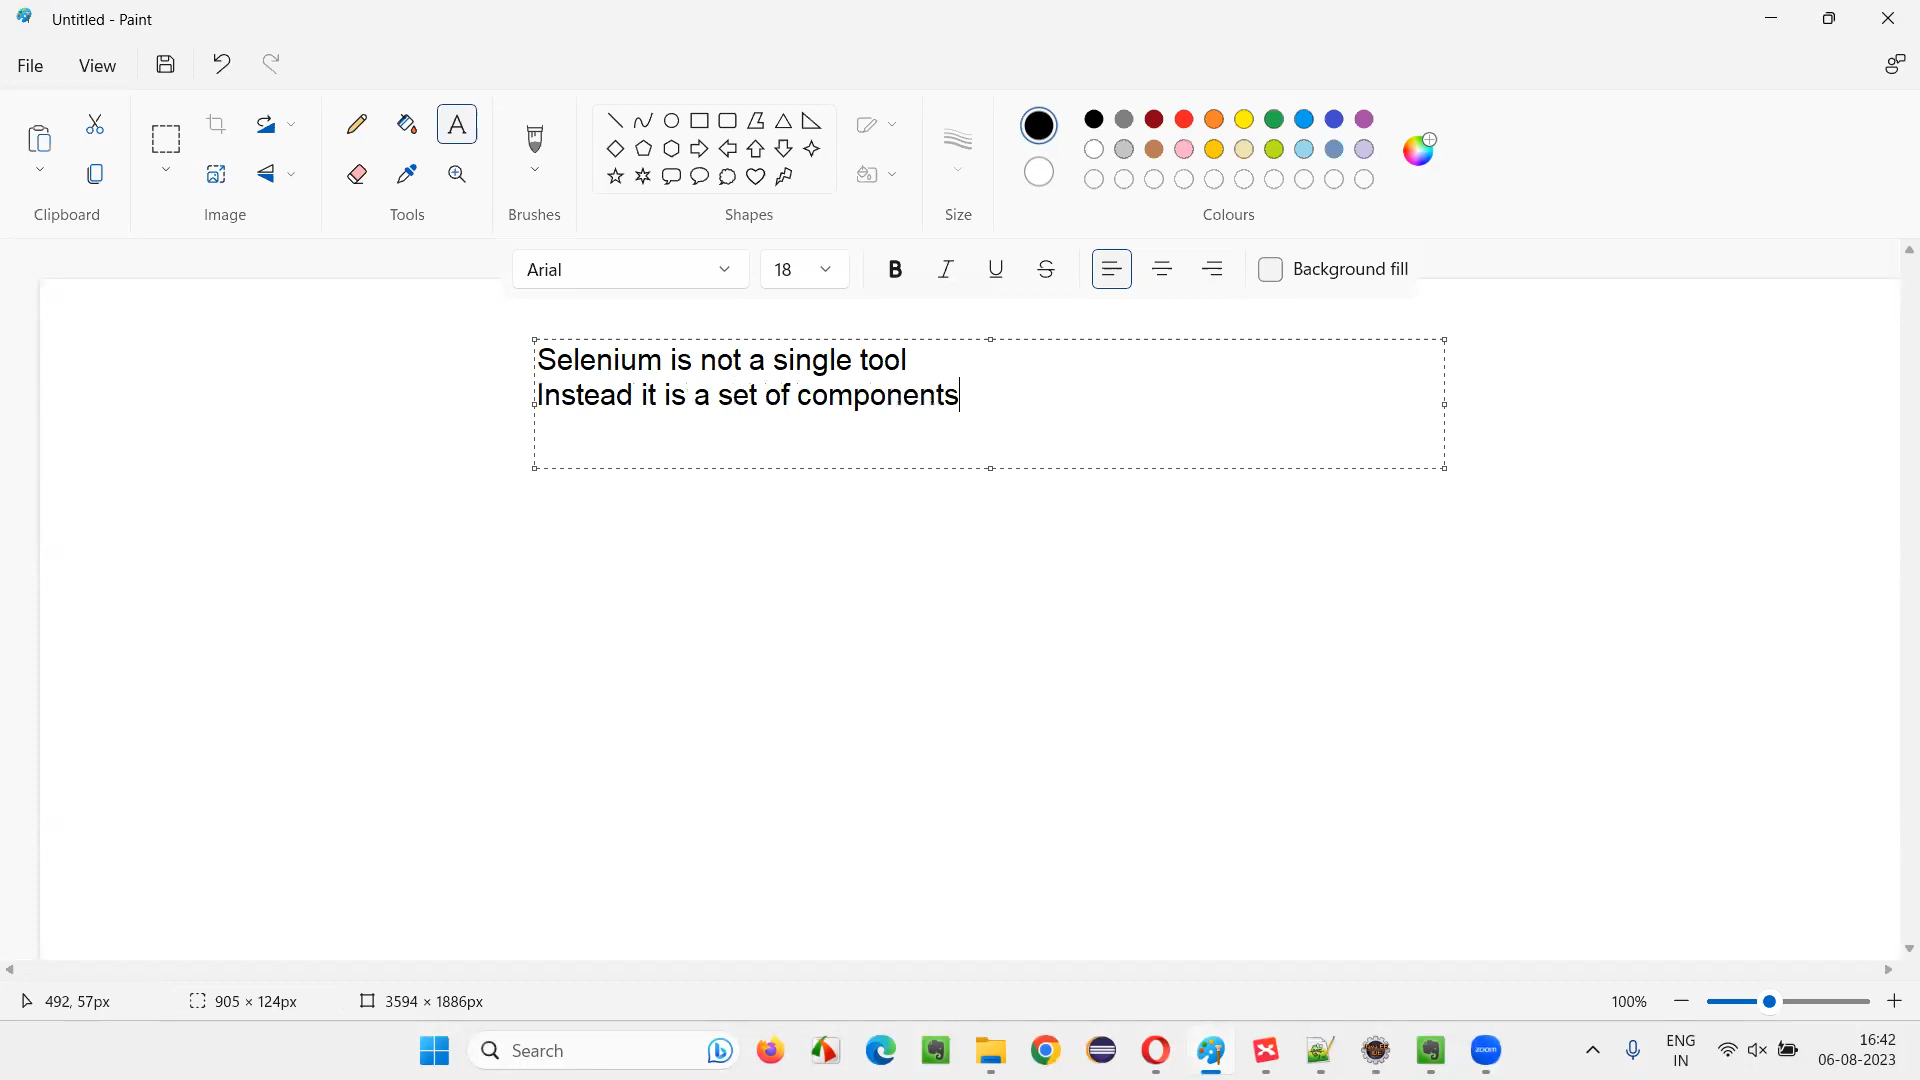 Untitled - Paint
File View
Clipboard
Image
Tools
Brushes
Shapes
Size
Colours
Arial 18 Background fill
Selenium is not a single tool
Instead it is a set of components
492, 57px 905 × 124px 3594 × 1886px 100%
Search
zoom
ENG
IN
16:42
06-08-2023